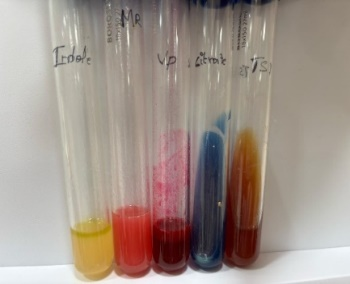 Indole
MR
VP
Citrate
TSI